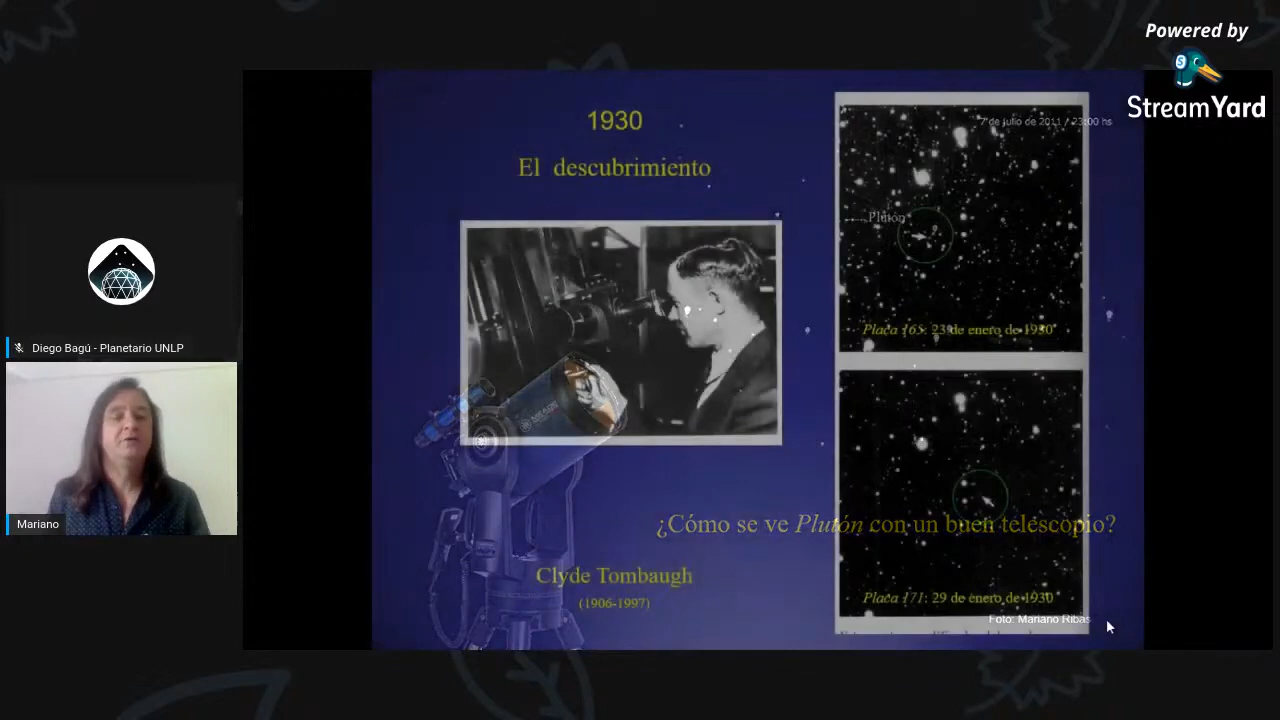 Powered by
StreamYard
1930
El descubrimiento
7 de julio de 2011 / 23:00 hs
Plutón
Placa 165: 23 de enero de 1930
Diego Bagú - Planetario UNLP
Mariano
MEADE
¿Cómo se ve Plutón con un buen telescopio?
Clyde Tombaugh
(1906-1997)
Placa 171: 29 de enero de 1930
Foto: Mariano Ribas